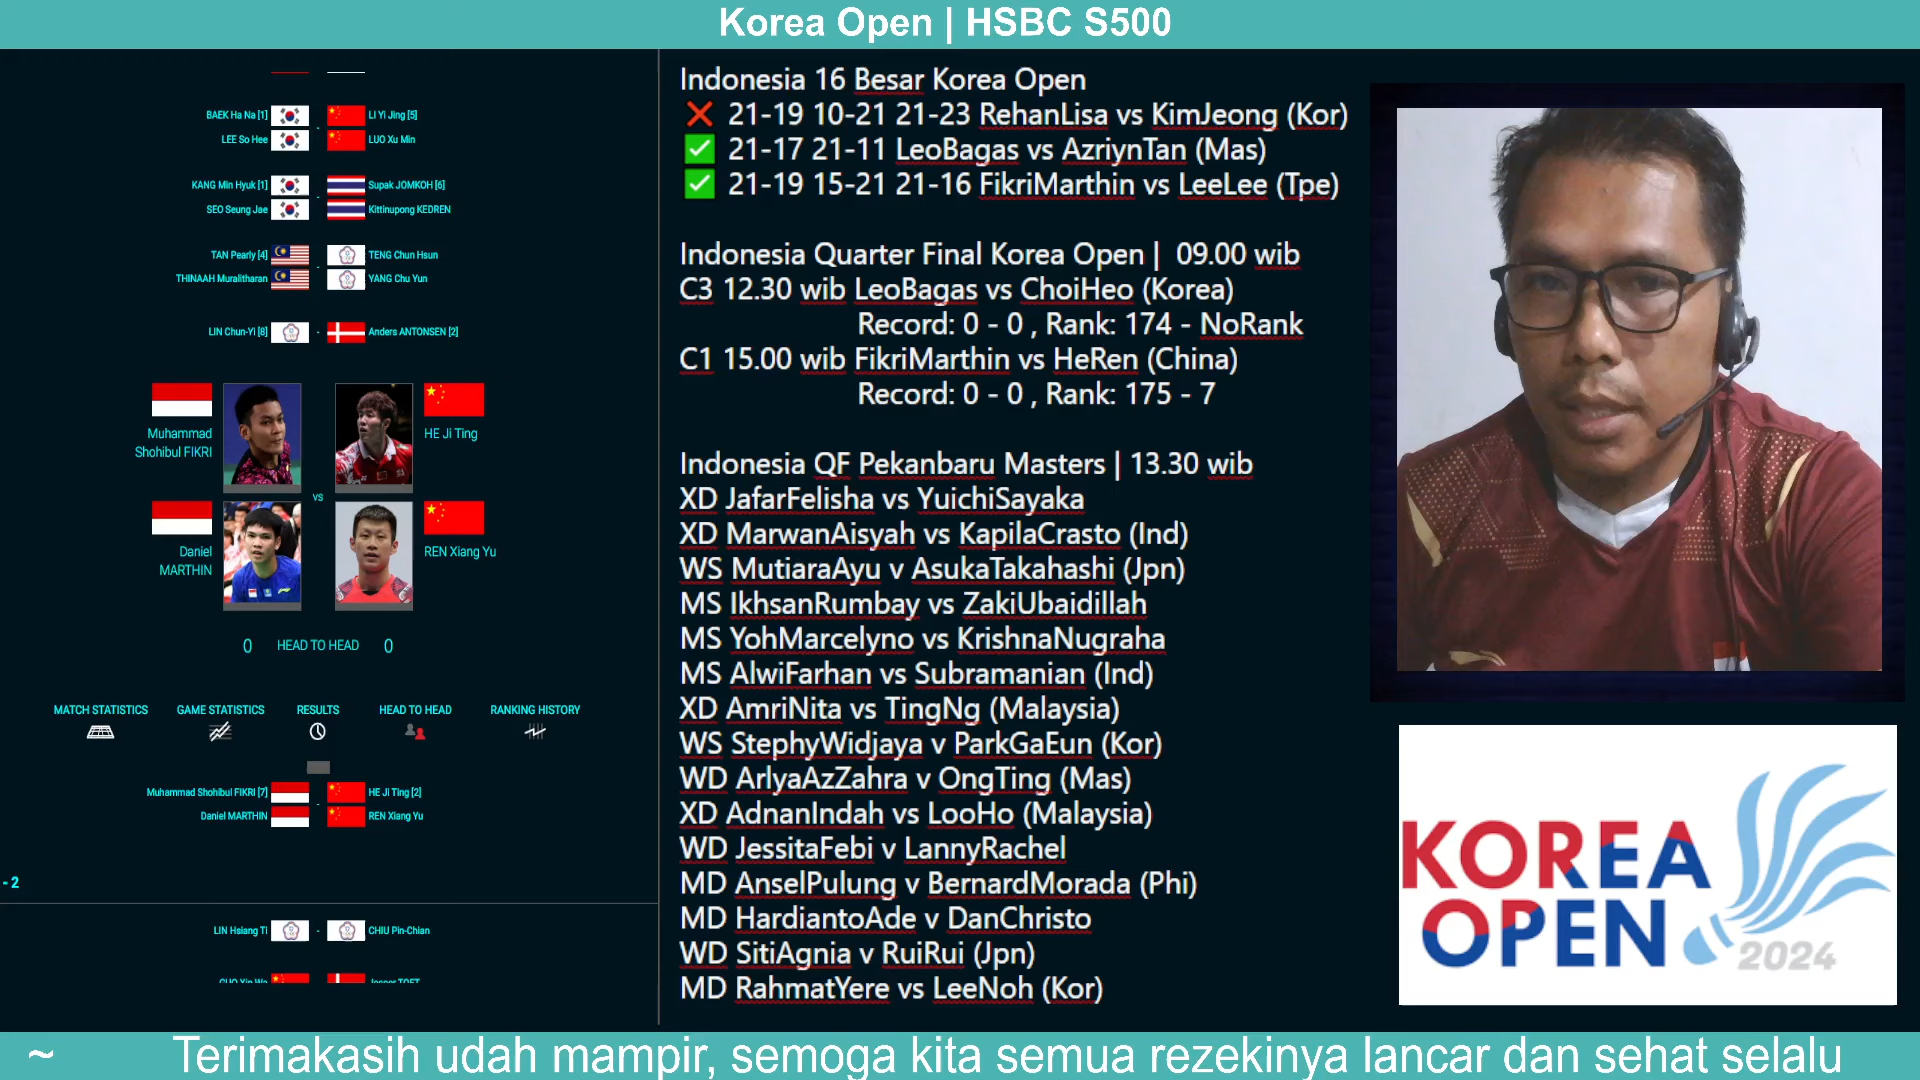 Korea Open | HSBC S500
BAEK Ha Na [1]
LI Yi Jing [5]
LEE So Hee
LUO Xu Min
-
KANG Min Hyuk [1]
Supak JOMKOH [6]
SEO Seung Jae
Kittinupong KEDREN
-
TAN Pearly [4]
TENG Chun Hsun
THINAAH Muralitharan
YANG Chu Yun
-
LIN Chun-Yi [8]
-
Anders ANTONSEN [2]
Muhammad
Shohibul FIKRI
HE Ji Ting
vs
Daniel
MARTHIN
REN Xiang Yu
0 HEAD TO HEAD 0
MATCH STATISTICS GAME STATISTICS RESULTS HEAD TO HEAD RANKING HISTORY
Muhammad Shohibul FIKRI [7]
HE Ji Ting [2]
Daniel MARTHIN
REN Xiang Yu
-
- 2
LIN Hsiang Ti
-
CHIU Pin-Chian
Indonesia 16 Besar Korea Open
❌ 21-19 10-21 21-23 RehanLisa vs KimJeong (Kor)
✅ 21-17 21-11 LeoBagas vs AzriynTan (Mas)
✅ 21-19 15-21 21-16 FikriMarthin vs LeeLee (Tpe)
Indonesia Quarter Final Korea Open | 09.00 wib
C3 12.30 wib LeoBagas vs ChoiHeo (Korea)
Record: 0 - 0 , Rank: 174 - NoRank
C1 15.00 wib FikriMarthin vs HeRen (China)
Record: 0 - 0 , Rank: 175 - 7
Indonesia QF Pekanbaru Masters | 13.30 wib
XD JafarFelisha vs YuichiSayaka
XD MarwanAisyah vs KapilaCrasto (Ind)
WS MutiaraAyu v AsukaTakahashi (Jpn)
MS IkhsanRumbay vs ZakiUbaidillah
MS YohMarcelyno vs KrishnaNugraha
MS AlwiFarhan vs Subramanian (Ind)
XD AmriNita vs TingNg (Malaysia)
WS StephyWidjaya v ParkGaEun (Kor)
WD ArlyaAzZahra v OngTing (Mas)
XD AdnanIndah vs LooHo (Malaysia)
WD JessitaFebi v LannyRachel
MD AnselPulung v BernardMorada (Phi)
MD HardiantoAde v DanChristo
WD SitiAgnia v RuiRui (Jpn)
MD RahmatYere vs LeeNoh (Kor)
KOREA
OPEN
2024
~ Terimakasih udah mampir, semoga kita semua rezekinya lancar dan sehat selalu